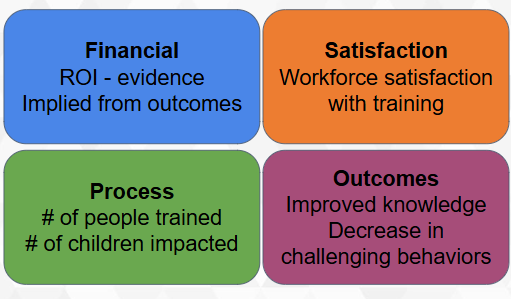 Financial
ROI - evidence
Implied from outcomes
Satisfaction
Workforce satisfaction
with training
Process
# of people trained
# of children impacted
Outcomes
Improved knowledge
Decrease in
challenging behaviors